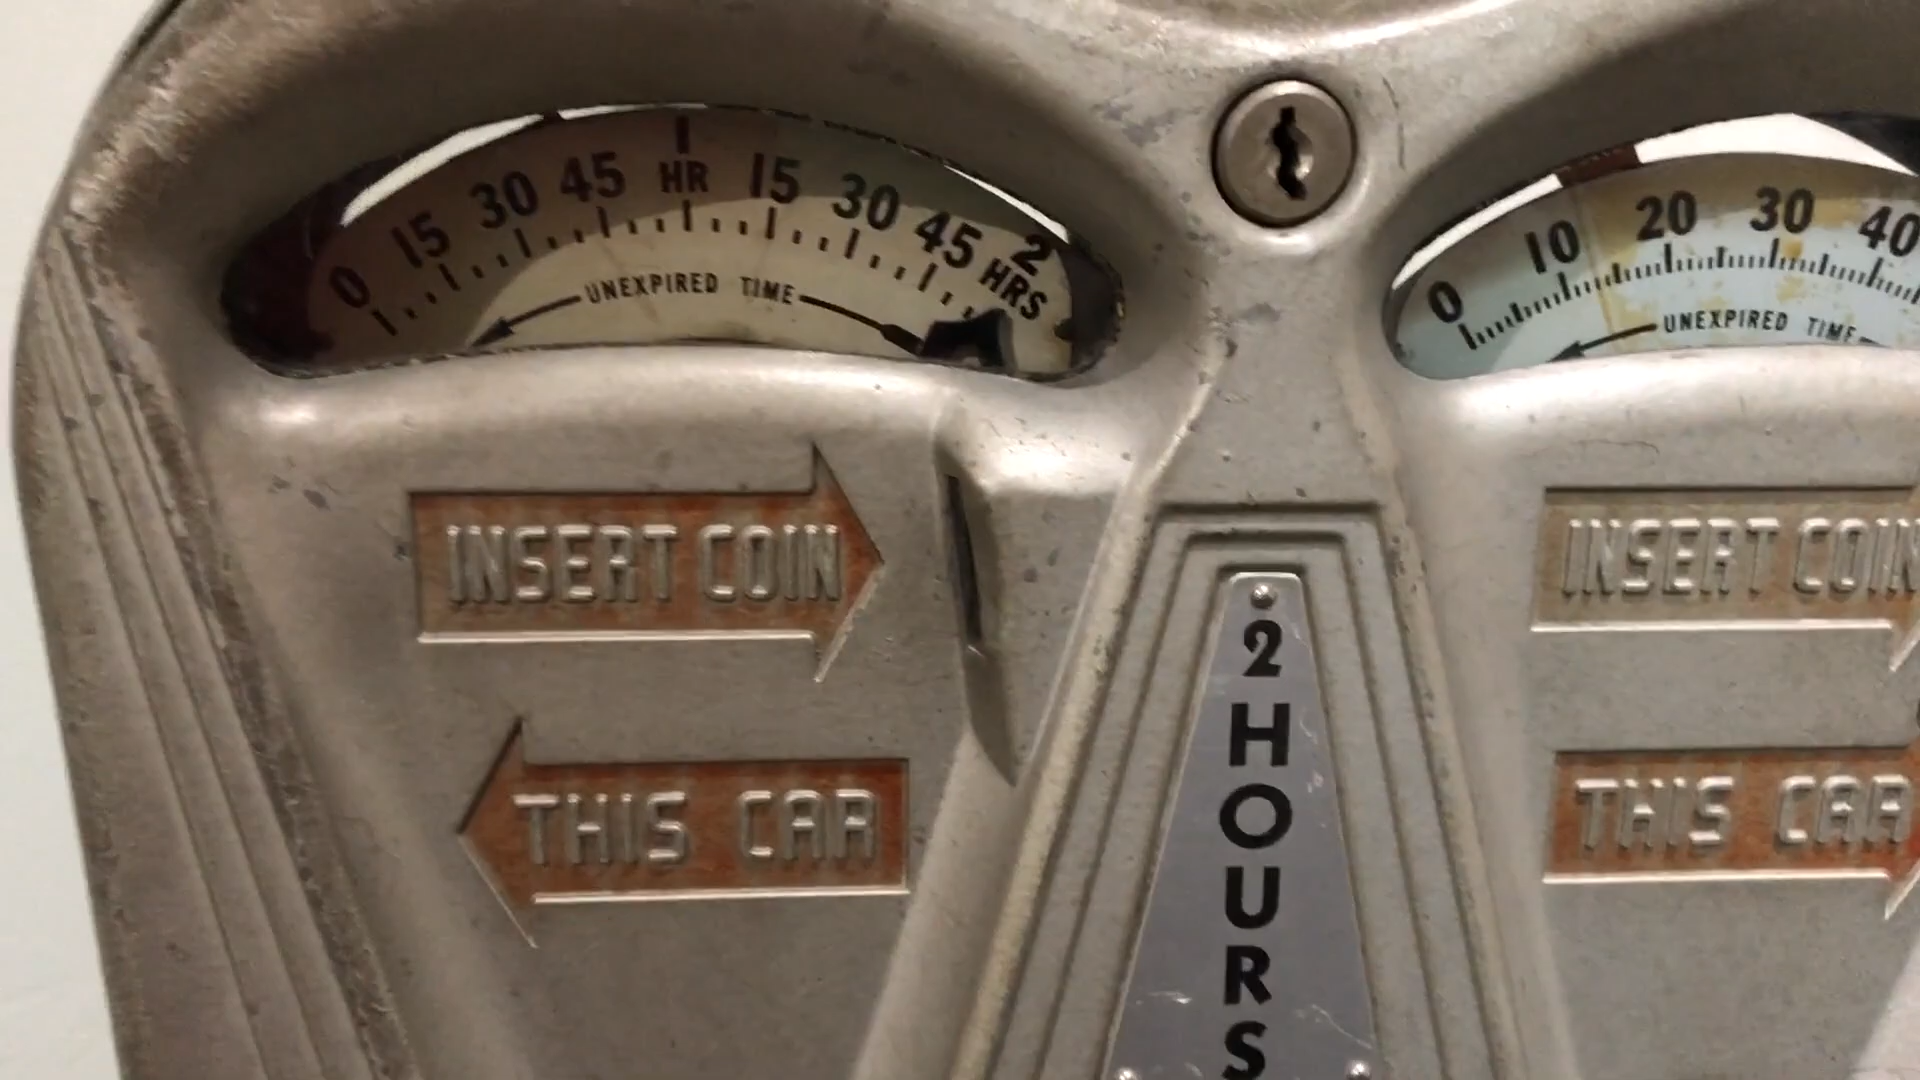 0 15 30 45 1 HR 15 30 45 2 HRS
UNEXPIRED TIME
0 10 20 30 40
UNEXPIRED TIME
INSERT COIN
THIS CAR
2 HOURS
INSERT COIN
THIS CAR